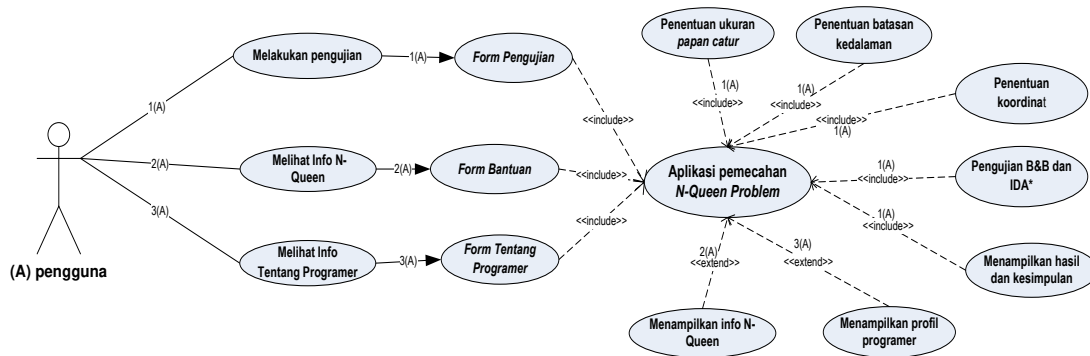 Penentuan ukuran
papan catur
Penentuan batasan
kedalaman
Melakukan pengujian
1(A)
Form Pengujian
1(A)
<<include>>
1(A)
<<include>>
Penentuan
koordinat
1(A)
<<include>>
<<include>>
1(A)
2(A)
Melihat Info N-
Queen
2(A)
Form Bantuan
<<include>>
Aplikasi pemecahan
N-Queen Problem
1(A)
<<include>>
Pengujian B&B dan
IDA*
3(A)
<<include>>
1(A)
<<include>>
Melihat Info
Tentang Programer
3(A)
Form Tentang
Programer
2(A)
<<extend>>
3(A)
<<extend>>
Menampilkan hasil
dan kesimpulan
(A) pengguna
Menampilkan info N-
Queen
Menampilkan profil
programer